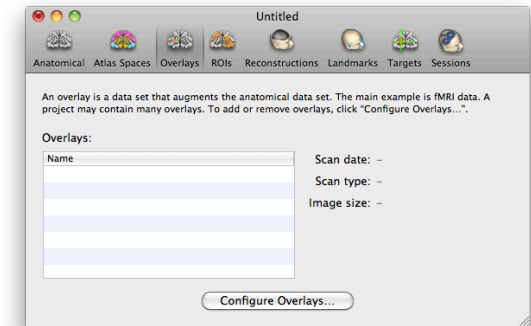 Untitled
Anatomical Atlas Spaces Overlays ROIs Reconstructions Landmarks Targets Sessions
An overlay is a data set that augments the anatomical data set. The main example is fMRI data. A
project may contain many overlays. To add or remove overlays, click "Configure Overlays...".
Overlays:
Name
Scan date: –
Scan type: –
Image size: –
Configure Overlays...